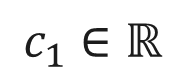 c₁ ∈ ℝ